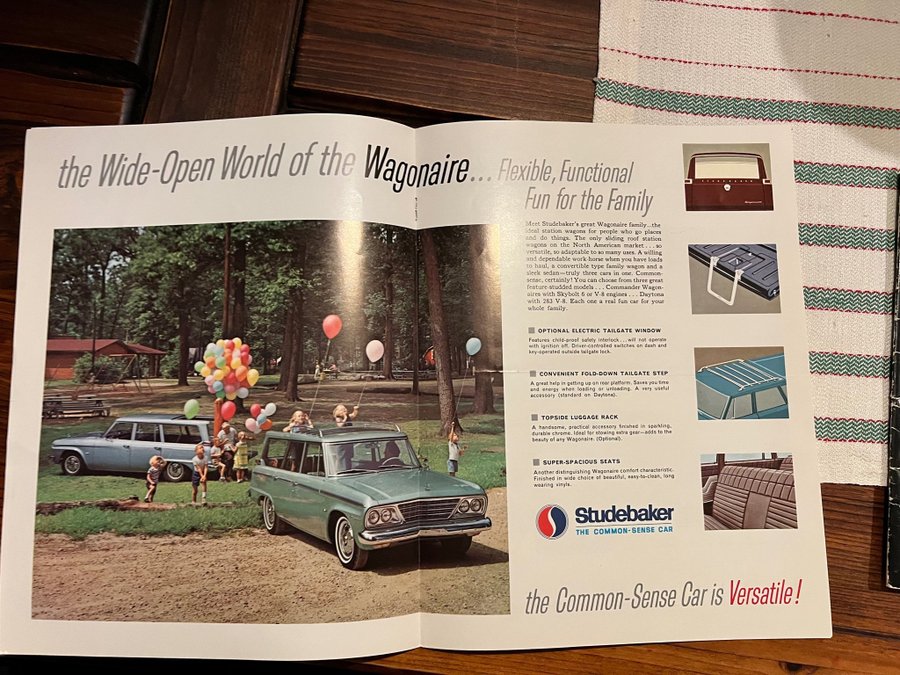 the Wide-Open World of the Wagonaire... Flexible, Functional
Fun for the Family
Meet Studebaker's great Wagonaire family...the
ideal station wagons for people who go places
and do things. The only sliding roof station
wagons on the North American market...so
versatile, so adaptable to so many uses. A willing
and dependable work-horse when you have loads
to haul, a convertible type family wagon and a
sleek sedan—truly three cars in one. Common-
sense, certainly! You can choose from three great
feature-studded models...Commander Wagon-
aires with Skybolt 6 or V-8 engines...Daytona
with 283 V-8. Each one a real fun car for your
whole family.
OPTIONAL ELECTRIC TAILGATE WINDOW
Features child-proof safety interlock...will not operate
with ignition off. Driver-controlled switches on dash and
key-operated outside tailgate lock.
CONVENIENT FOLD-DOWN TAILGATE STEP
A great help in getting up on rear platform. Saves you time
and energy when loading or unloading. A very useful
accessory (standard on Daytona).
TOPSIDE LUGGAGE RACK
A handsome, practical accessory finished in sparkling,
durable chrome. Ideal for stowing extra gear—adds to the
beauty of any Wagonaire. (Optional).
SUPER-SPACIOUS SEATS
Another distinguishing Wagonaire comfort characteristic.
Finished in wide choice of beautiful, easy-to-clean, long
wearing vinyls.
STUDEBAKER
S
Studebaker
THE COMMON-SENSE CAR
the Common-Sense Car is Versatile!